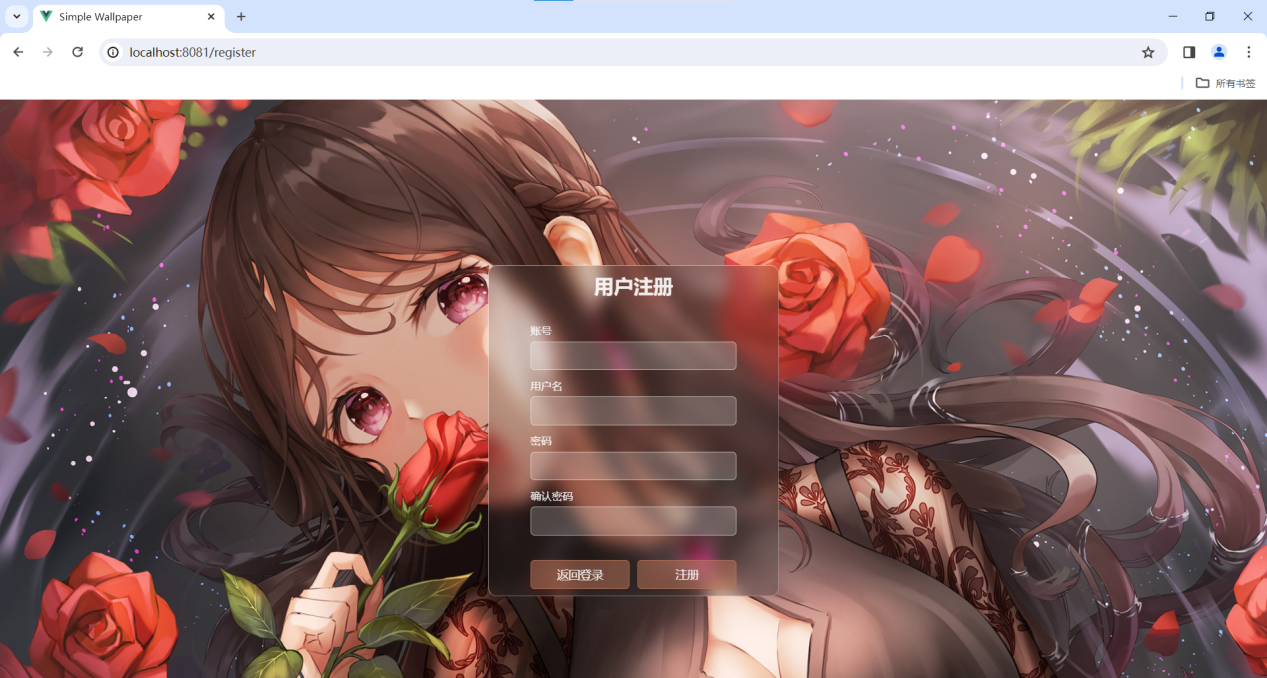 Simple Wallpaper
localhost:8081/register
所有书签
用户注册
账号
用户名
密码
确认密码
返回登录 注册